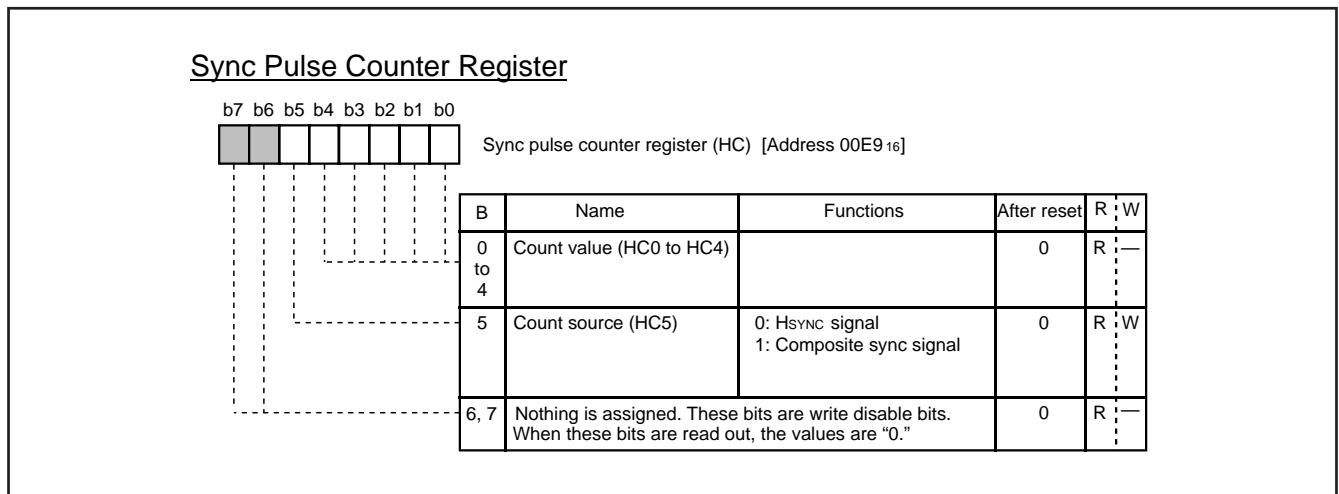 Sync Pulse Counter Register
b7 b6 b5 b4 b3 b2 b1 b0
Sync pulse counter register (HC) [Address 00E9 16]
B Name Functions After reset R W
0 to 4 Count value (HC0 to HC4) 0 R —
5 Count source (HC5) 0: HSYNC signal 0 R W
1: Composite sync signal
6, 7 Nothing is assigned. These bits are write disable bits. 0 R —
When these bits are read out, the values are “0.”